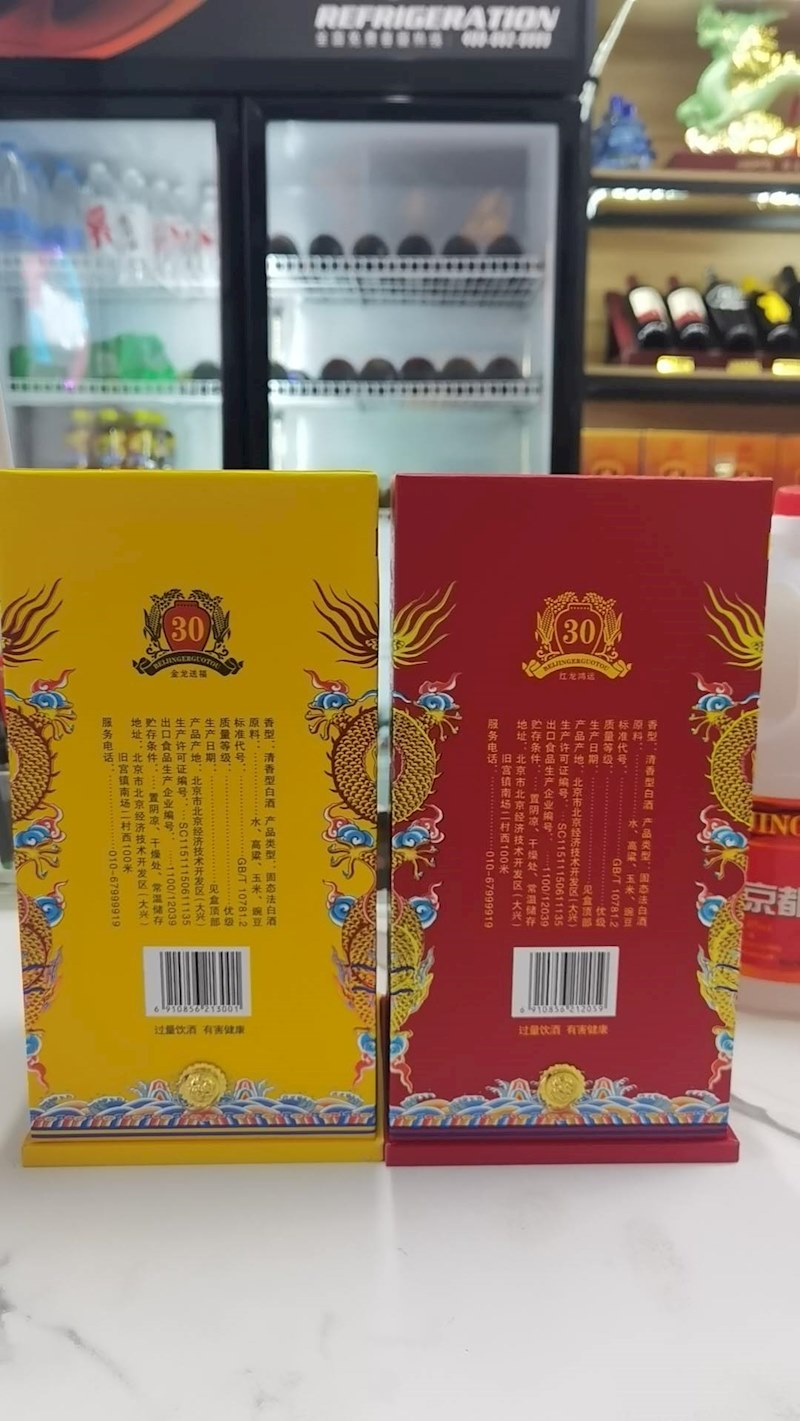 REFRIGERATION
30
BEIJINGERGUOTOU
金龙送福
香型：清香型白酒 产品类型：固态法白酒
原料：水、高粱、玉米、豌豆
标准代号：GB/T 10781.2
质量等级：优级
生产日期：见盒顶部
产品产地：北京市北京经济技术开发区(大兴)
生产许可证编号：SC11511150611135
出口食品生产企业编号：1100/12039
贮存条件：置阴凉、干燥处、常温储存
地址：北京市北京经济技术开发区(大兴)
旧宫镇南场二村西100米
服务电话：010-67999919
6 910856 213001
过量饮酒 有害健康
30
BEIJINGERGUOTOU
红龙鸿运
香型：清香型白酒 产品类型：固态法白酒
原料：水、高粱、玉米、豌豆
标准代号：GB/T 10781.2
质量等级：优级
生产日期：见盒顶部
产品产地：北京市北京经济技术开发区(大兴)
生产许可证编号：SC11511150611135
出口食品生产企业编号：1100/12039
贮存条件：置阴凉、干燥处、常温储存
地址：北京市北京经济技术开发区(大兴)
旧宫镇南场二村西100米
服务电话：010-67999919
6 910856 212059
过量饮酒 有害健康
JING
京都